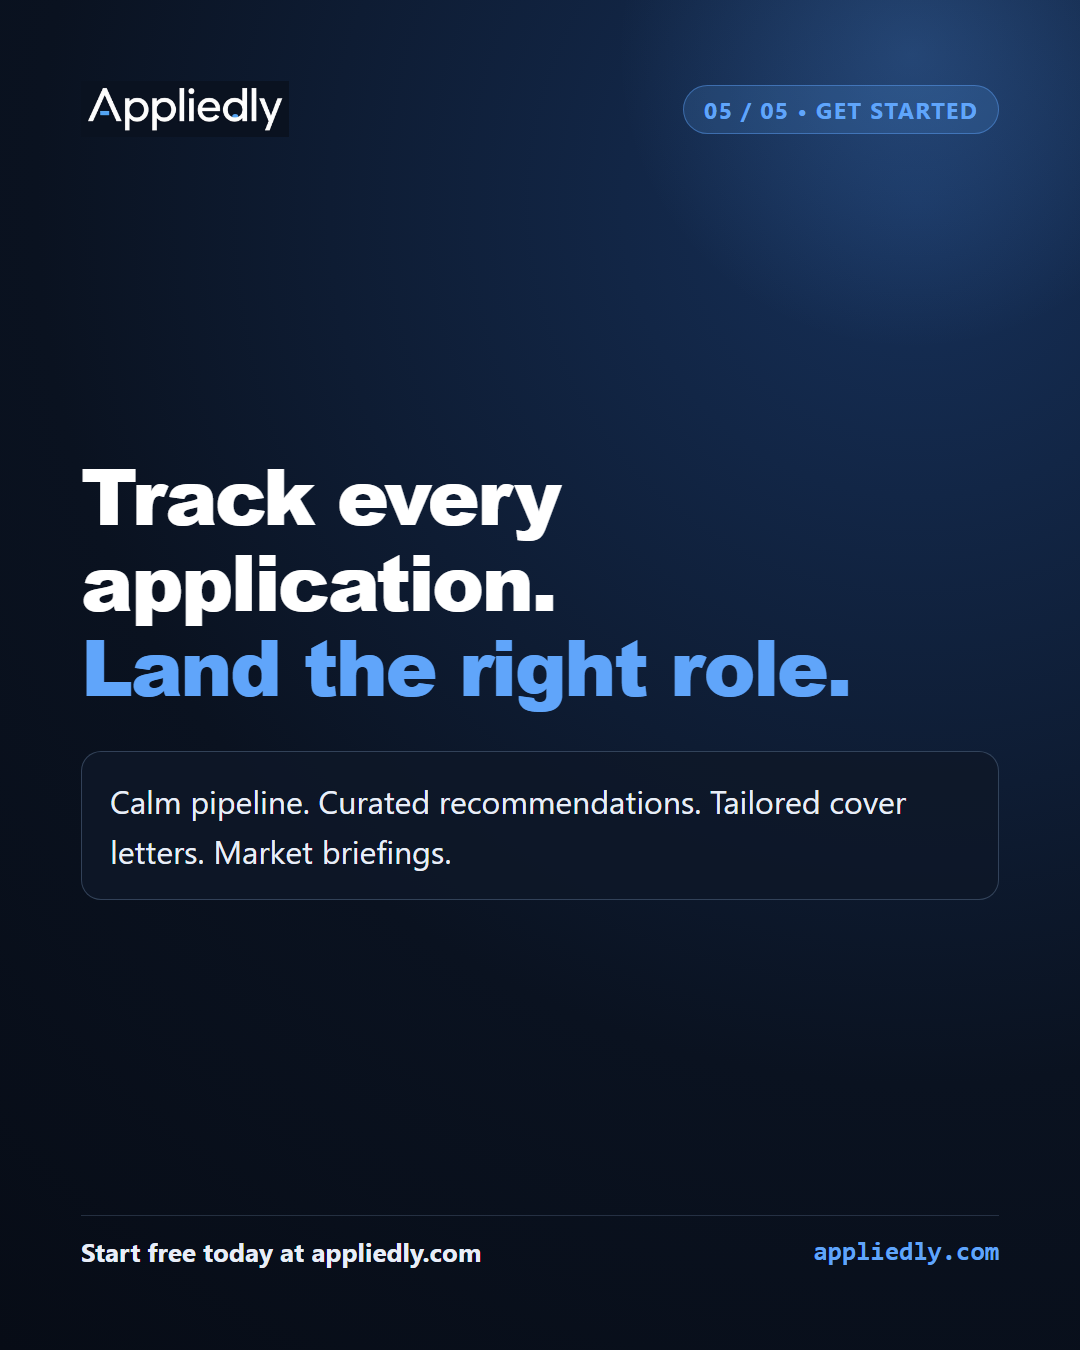 Appliedly
05 / 05 • GET STARTED
Track every
application.
Land the right role.
Calm pipeline. Curated recommendations. Tailored cover
letters. Market briefings.
Start free today at appliedly.com
appliedly.com